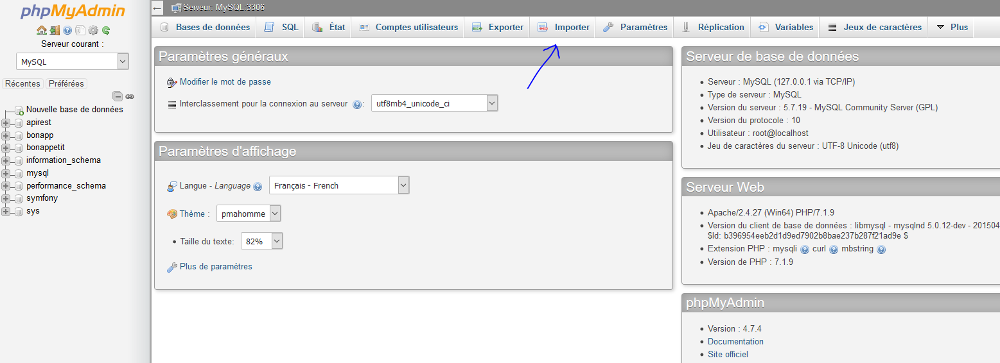 phpMyAdmin
Serveur courant :
MySQL
Récentes Préférées
Nouvelle base de données
apirest
bonapp
bonappetit
information_schema
mysql
performance_schema
symfony
sys
Serveur: MySQL:3306
Bases de données SQL État Comptes utilisateurs Exporter Importer Paramètres Réplication Variables Jeux de caractères Plus
Paramètres généraux
Modifier le mot de passe
Interclassement pour la connexion au serveur : utf8mb4_unicode_ci
Paramètres d'affichage
Langue - Language Français - French
Thème : pmahomme
Taille du texte: 82%
Plus de paramètres
Serveur de base de données
Serveur : MySQL (127.0.0.1 via TCP/IP)
Type de serveur : MySQL
Version du serveur : 5.7.19 - MySQL Community Server (GPL)
Version du protocole : 10
Utilisateur : root@localhost
Jeu de caractères du serveur : UTF-8 Unicode (utf8)
Serveur Web
Apache/2.4.27 (Win64) PHP/7.1.9
Version du client de base de données : libmysql - mysqlnd 5.0.12-dev - 201504
$Id: b396954eeb2d1d9ed7902b8bae237b287f21ad9e $
Extension PHP : mysqli curl mbstring
Version de PHP : 7.1.9
phpMyAdmin
Version : 4.7.4
Documentation
Site officiel